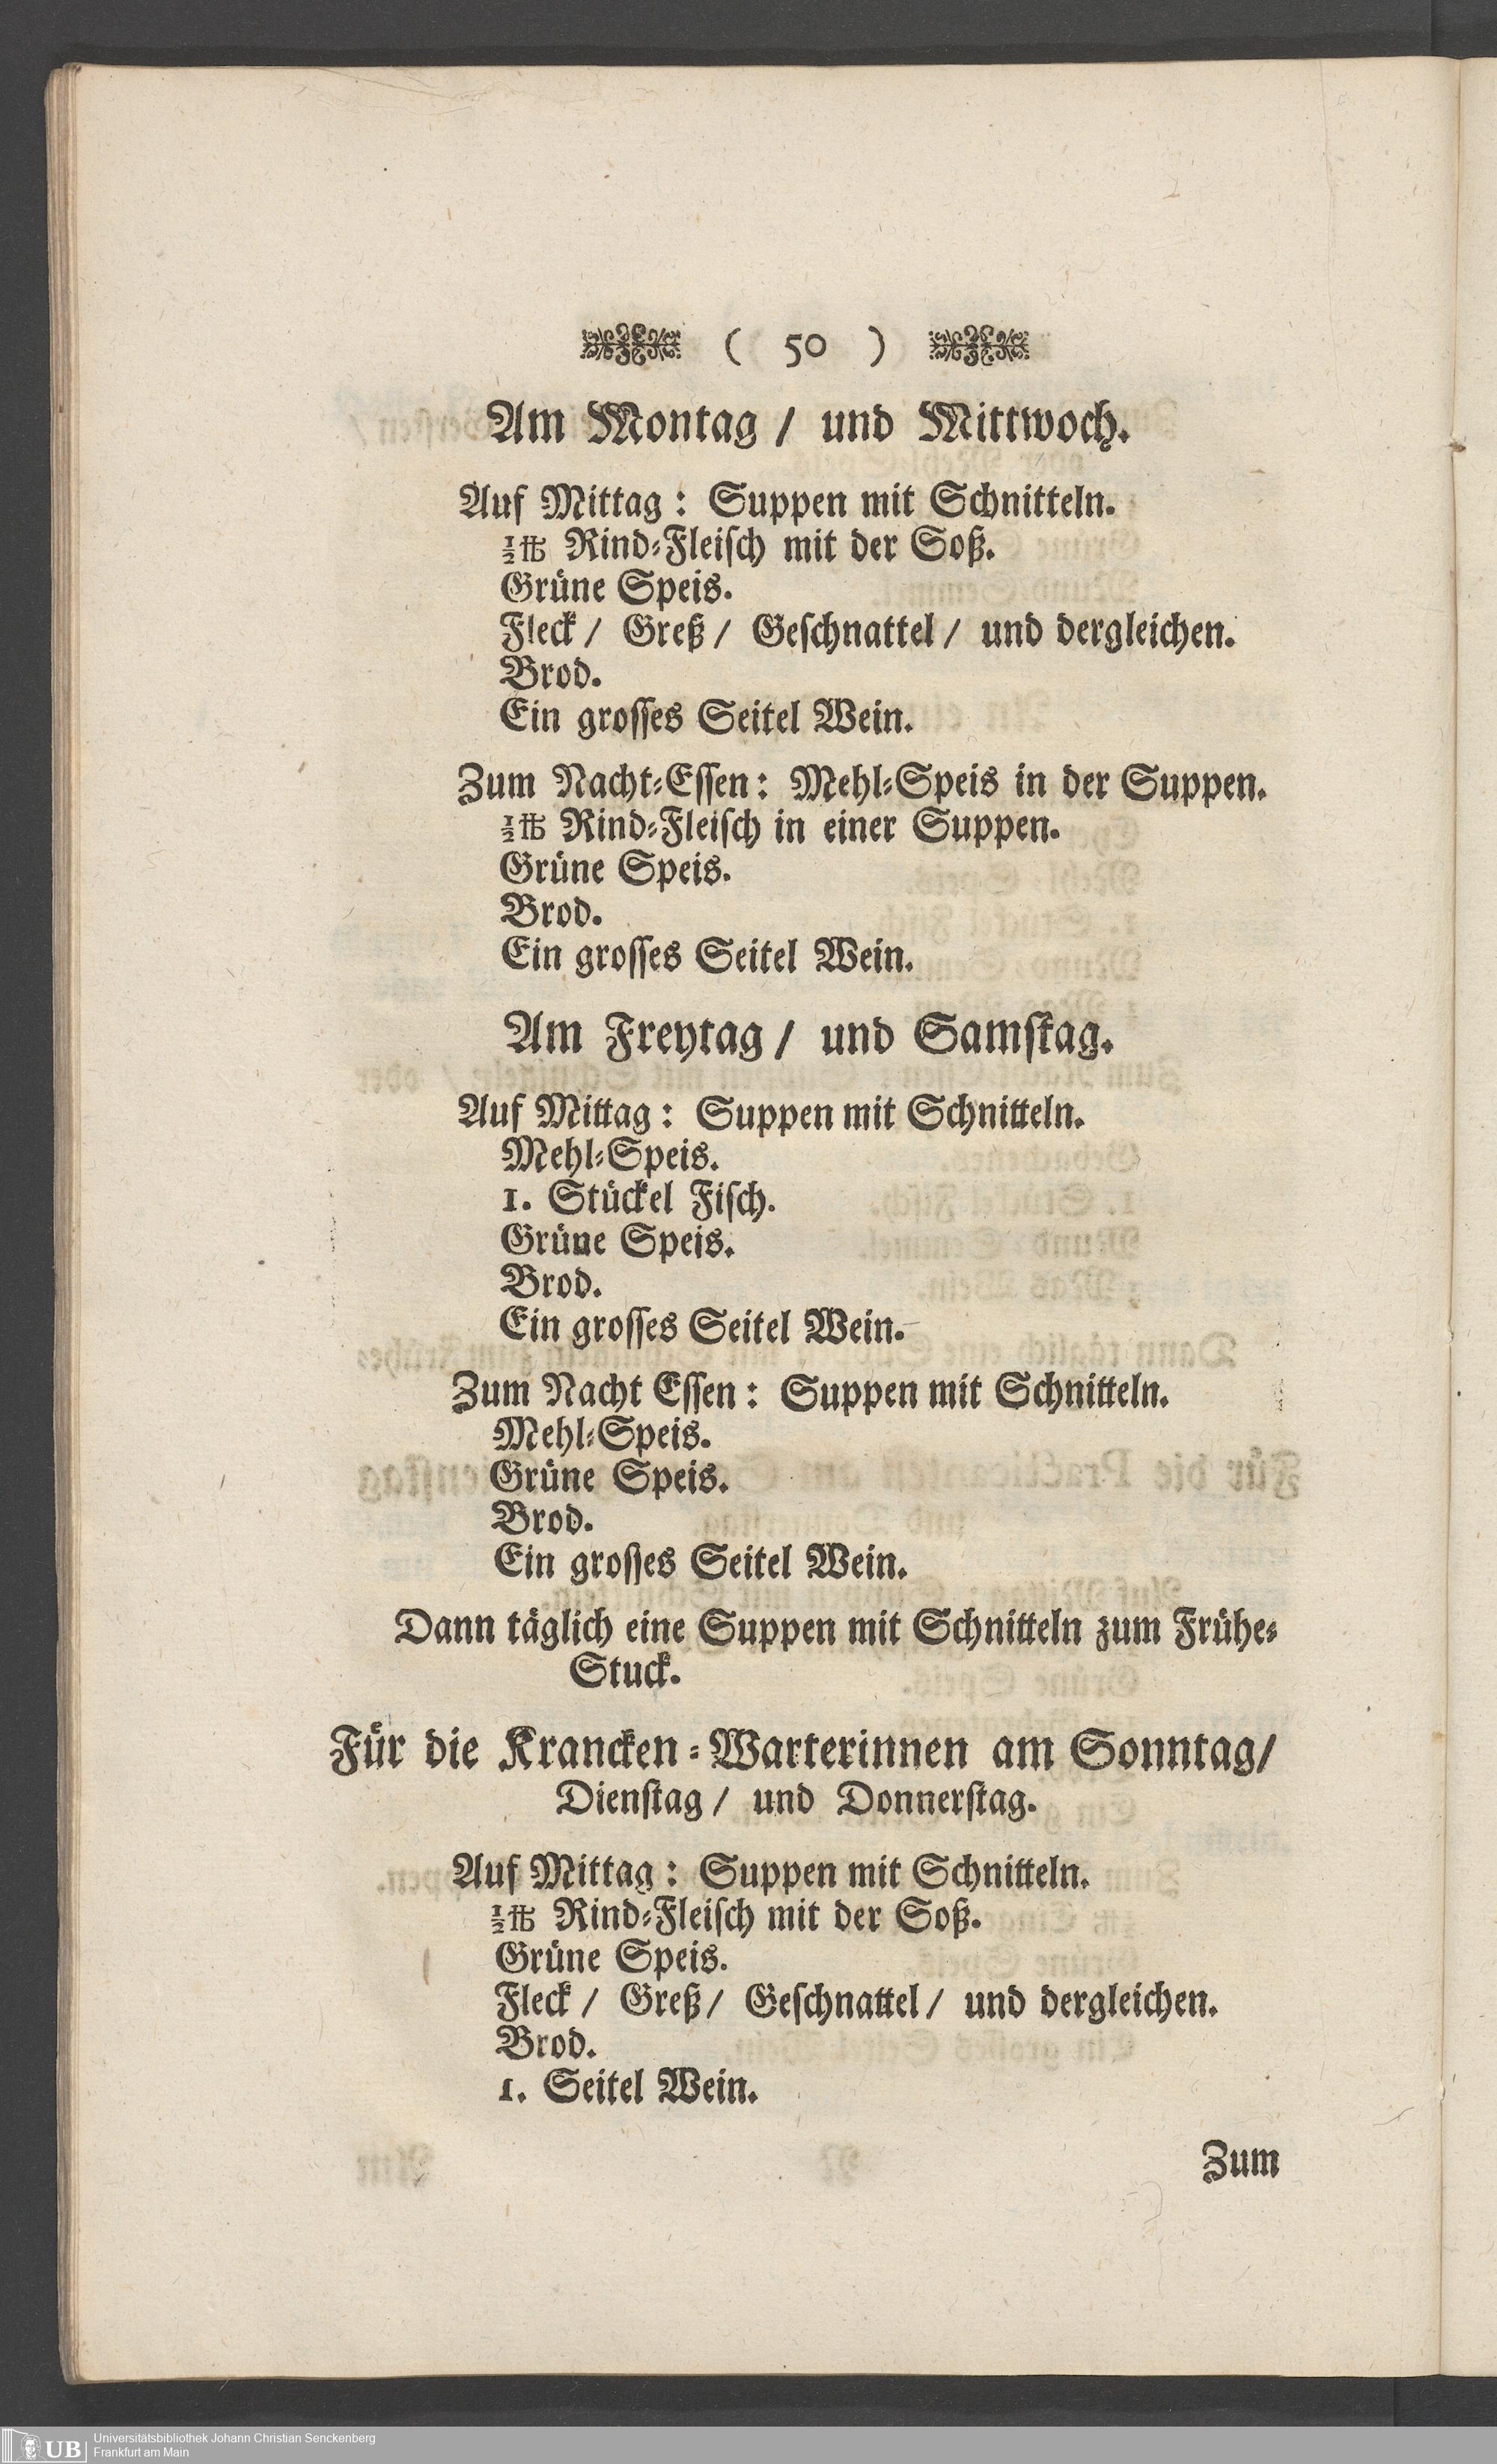 ( 50 )
Am Montag / und Mittwoch.
Auf Mittag: Suppen mit Schnitteln.
½ ℔ Rind-Fleiſch mit der Soß.
Grüne Speis.
Fleck / Greß / Geſchnattel / und dergleichen.
Brod.
Ein groſſes Seitel Wein.
Zum Nacht-Eſſen: Mehl-Speis in der Suppen.
½ ℔ Rind-Fleiſch in einer Suppen.
Grüne Speis.
Brod.
Ein groſſes Seitel Wein.
Am Freytag / und Samſtag.
Auf Mittag: Suppen mit Schnitteln.
Mehl-Speis.
1. Stückel Fiſch.
Grüne Speis.
Brod.
Ein groſſes Seitel Wein.
Zum Nacht Eſſen: Suppen mit Schnitteln.
Mehl-Speis.
Grüne Speis.
Brod.
Ein groſſes Seitel Wein.
Dann täglich eine Suppen mit Schnitteln zum Frühe-
Stuck.
Für die Krancken-Warterinnen am Sonntag /
Dienſtag / und Donnerſtag.
Auf Mittag: Suppen mit Schnitteln.
½ ℔ Rind-Fleiſch mit der Soß.
Grüne Speis.
Fleck / Greß / Geſchnattel / und dergleichen.
Brod.
1. Seitel Wein.
Zum
UB
Universitätsbibliothek Johann Christian Senckenberg
Frankfurt am Main